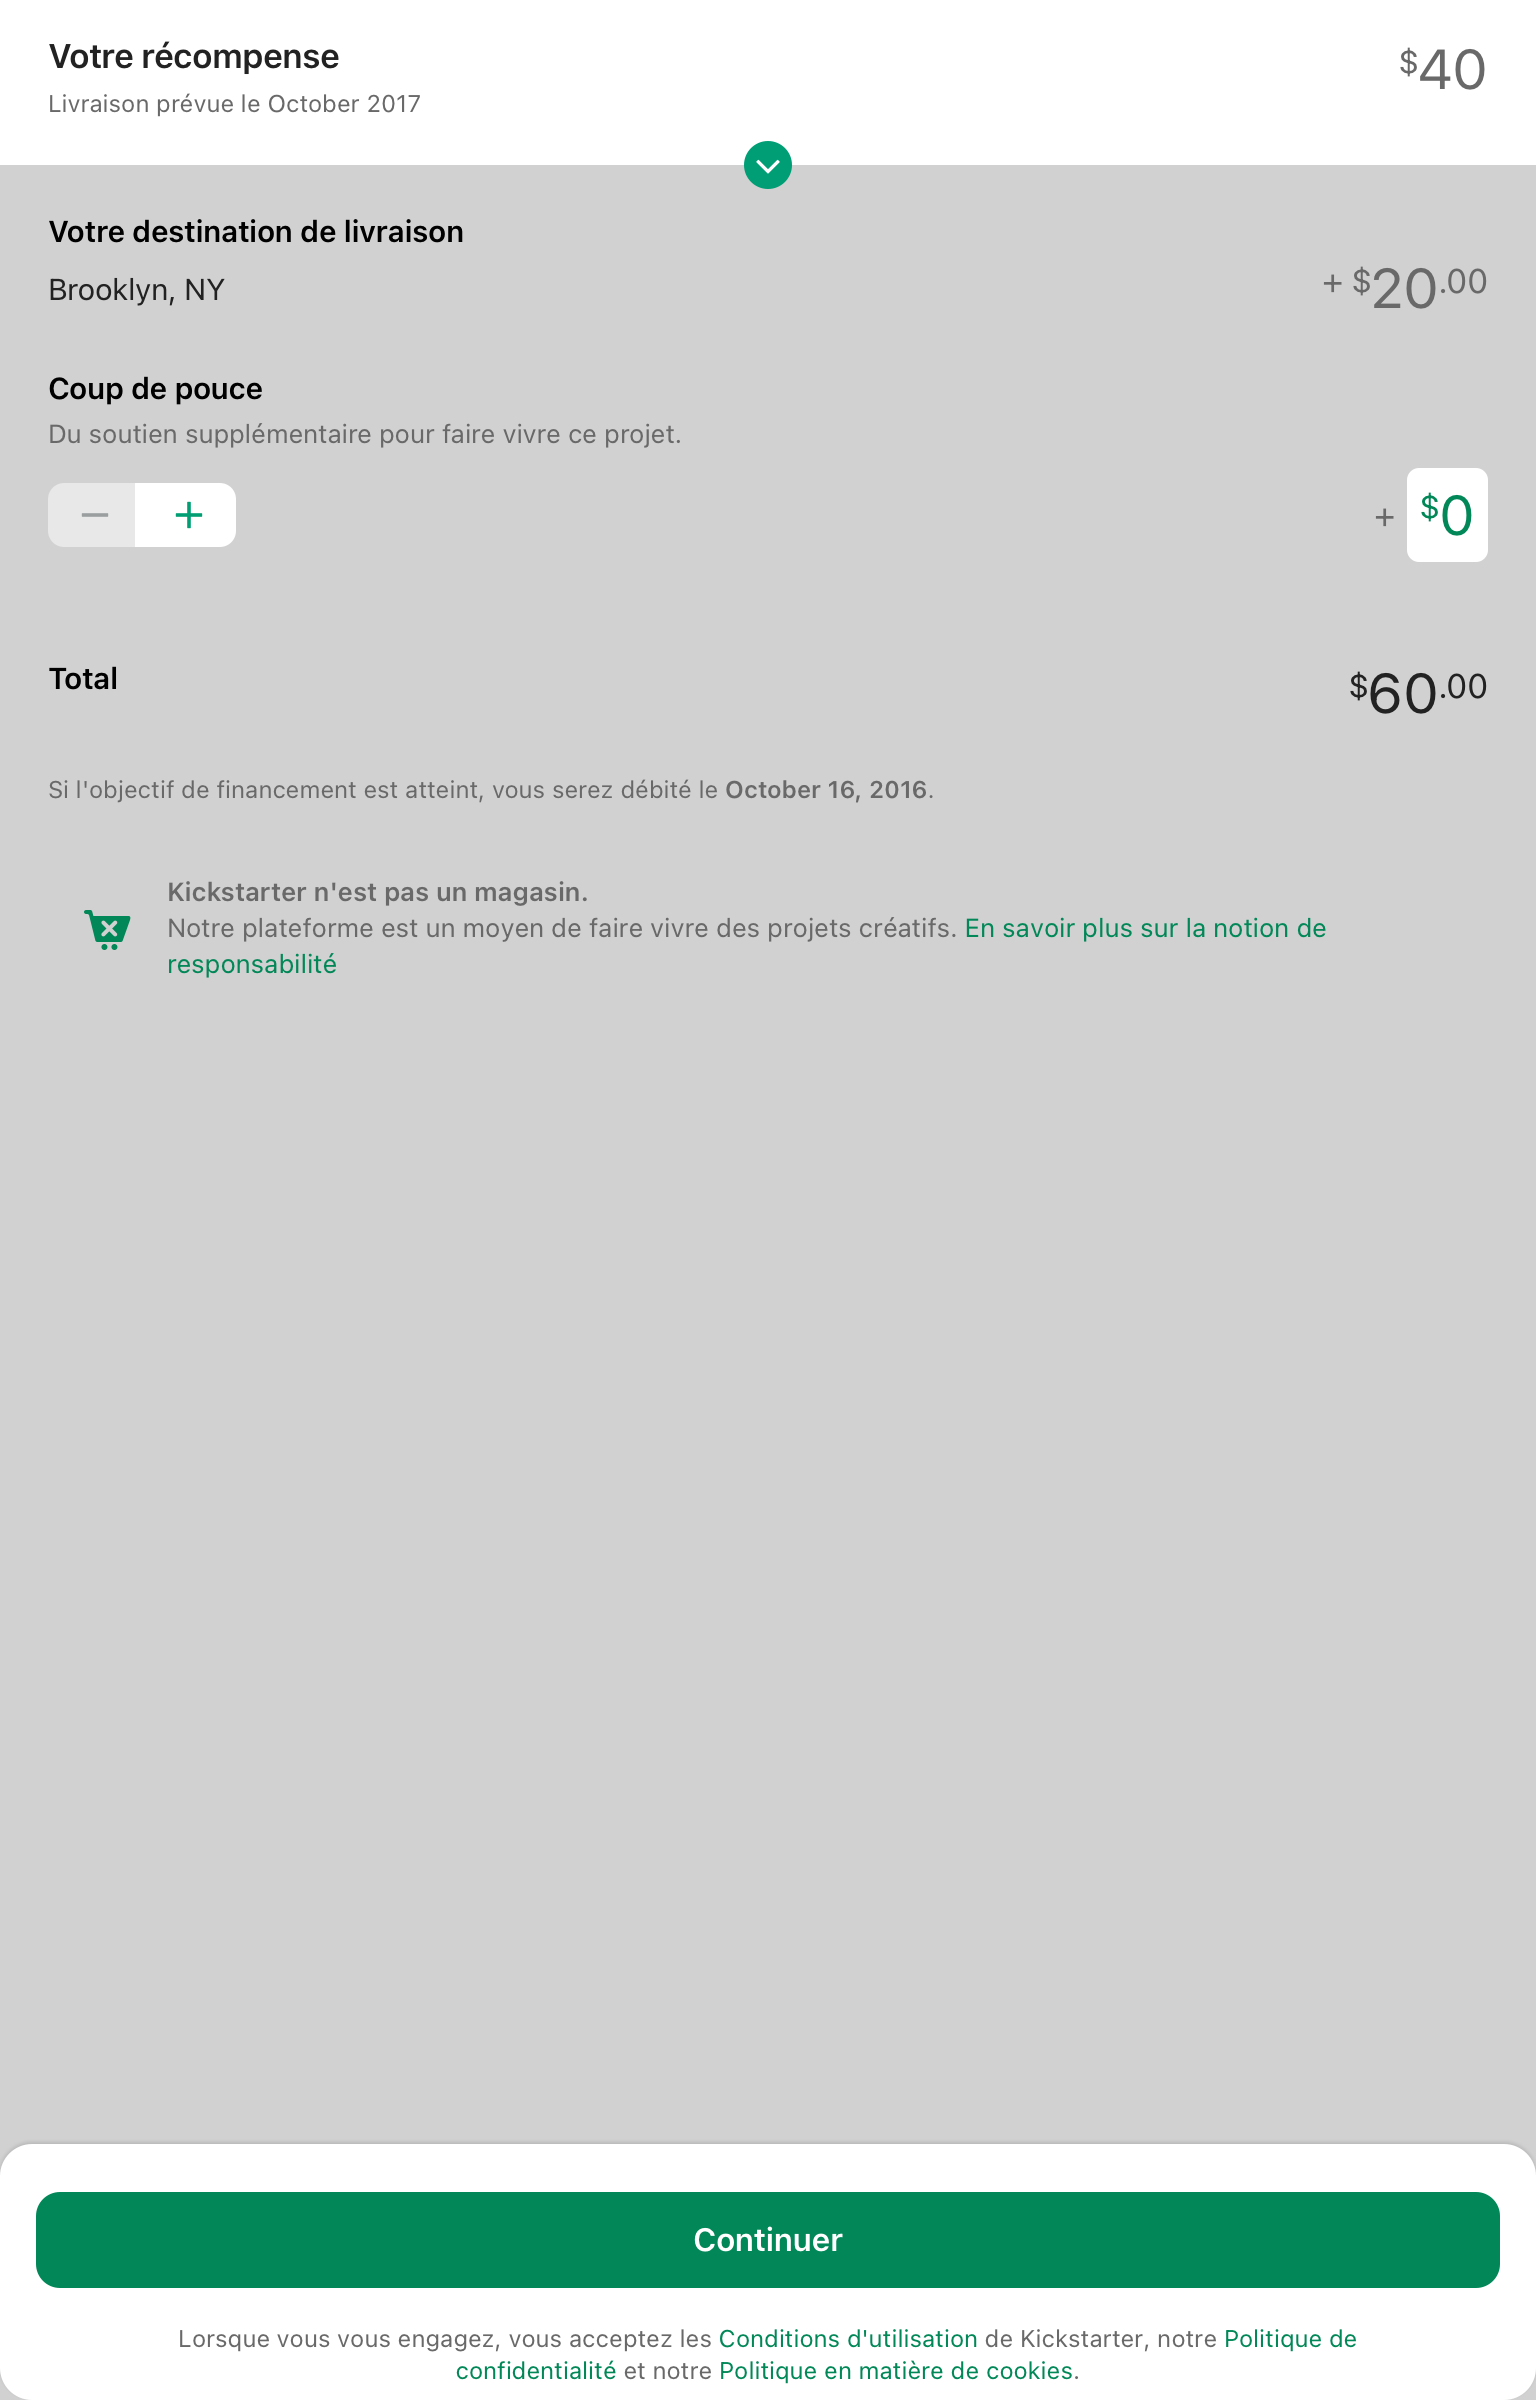 Votre récompense
$40
Livraison prévue le October 2017
Votre destination de livraison
Brooklyn, NY
+ $20.00
Coup de pouce
Du soutien supplémentaire pour faire vivre ce projet.
− +
+ $0
Total
$60.00
Si l'objectif de financement est atteint, vous serez débité le October 16, 2016.
Kickstarter n'est pas un magasin.
Notre plateforme est un moyen de faire vivre des projets créatifs. En savoir plus sur la notion de
responsabilité
Continuer
Lorsque vous vous engagez, vous acceptez les Conditions d'utilisation de Kickstarter, notre Politique de
confidentialité et notre Politique en matière de cookies.